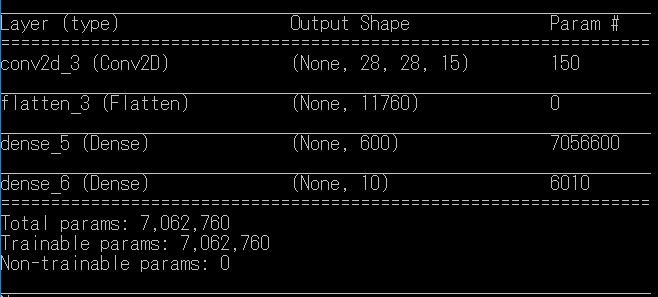 Layer (type) Output Shape Param #
=================================================================
conv2d_3 (Conv2D) (None, 28, 28, 15) 150
flatten_3 (Flatten) (None, 11760) 0
dense_5 (Dense) (None, 600) 7056600
dense_6 (Dense) (None, 10) 6010
=================================================================
Total params: 7,062,760
Trainable params: 7,062,760
Non-trainable params: 0